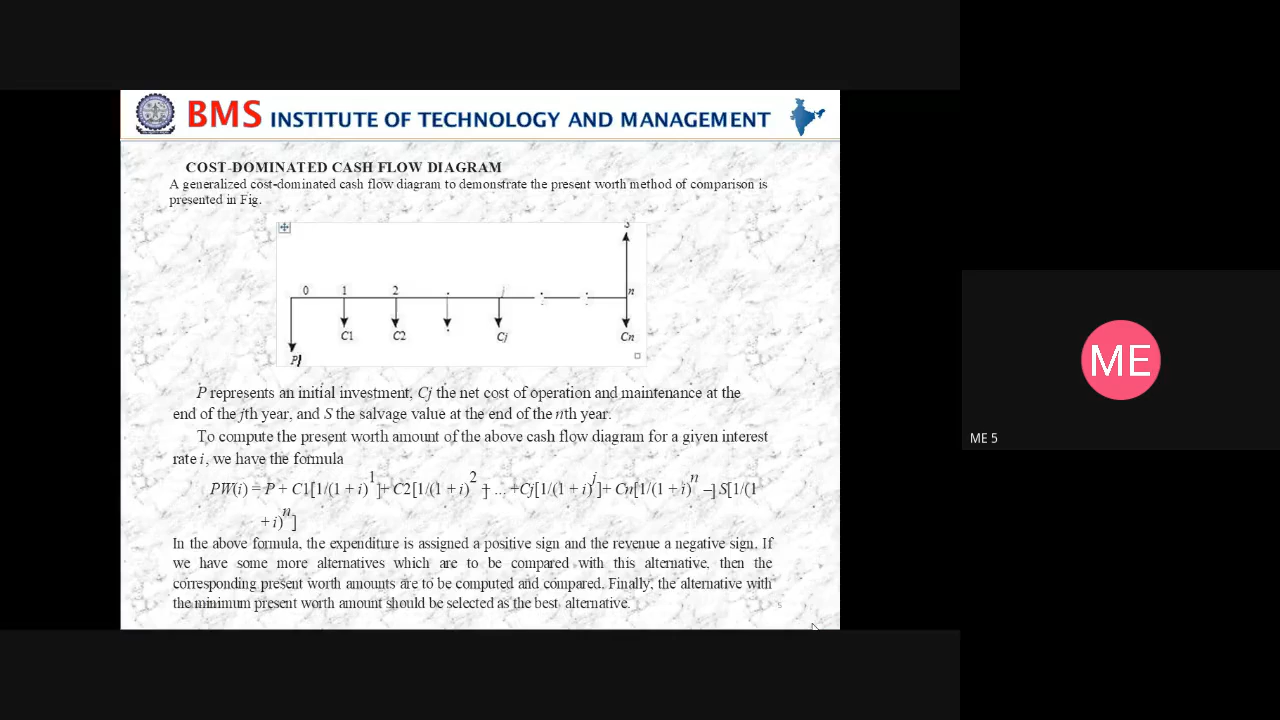 BMS INSTITUTE OF TECHNOLOGY AND MANAGEMENT
COST-DOMINATED CASH FLOW DIAGRAM
A generalized cost-dominated cash flow diagram to demonstrate the present worth method of comparison is
presented in Fig.
S
0 1 2 . j . . n
C1 C2 . Cj Cn
P
P represents an initial investment, Cj the net cost of operation and maintenance at the
end of the jth year, and S the salvage value at the end of the nth year.
To compute the present worth amount of the above cash flow diagram for a given interest
rate i, we have the formula
PW(i) = P + C1[1/(1 + i)1]+ C2[1/(1 + i)2 ] + ... +Cj[1/(1 + i)j]+ Cn[1/(1 + i)n –] S[1/(1
+ i)n]
In the above formula, the expenditure is assigned a positive sign and the revenue a negative sign. If
we have some more alternatives which are to be compared with this alternative, then the
corresponding present worth amounts are to be computed and compared. Finally, the alternative with
the minimum present worth amount should be selected as the best alternative.
5
ME
ME 5